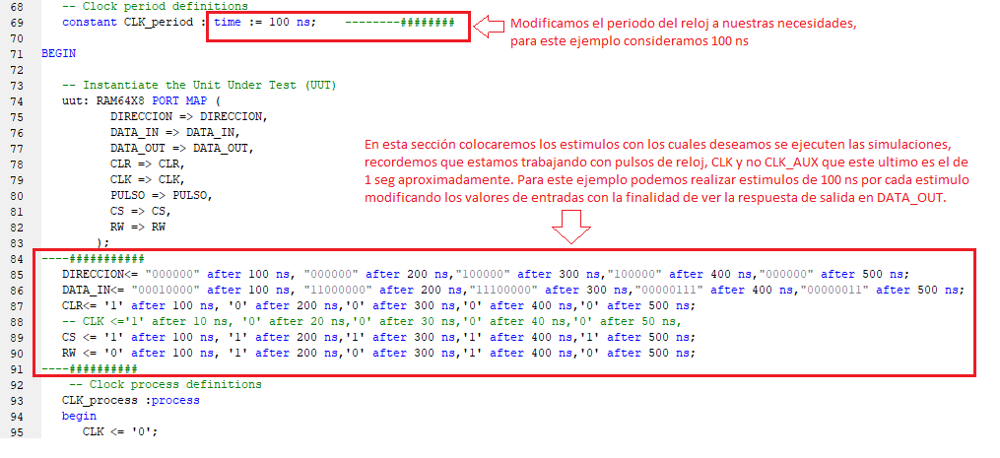 68 -- Clock period definitions
69 constant CLK_period : time := 100 ns; --------########
Modificamos el periodo del reloj a nuestras necesidades,
para este ejemplo consideramos 100 ns
70
71 BEGIN
72
73 -- Instantiate the Unit Under Test (UUT)
74 uut: RAM64X8 PORT MAP (
75 DIRECCION => DIRECCION,
76 DATA_IN => DATA_IN,
77 DATA_OUT => DATA_OUT,
78 CLR => CLR,
79 CLK => CLK,
80 PULSO => PULSO,
81 CS => CS,
82 RW => RW
83 );
En esta sección colocaremos los estimulos con los cuales deseamos se ejecuten las simulaciones,
recordemos que estamos trabajando con pulsos de reloj, CLK y no CLK_AUX que este ultimo es el de
1 seg aproximadamente. Para este ejemplo podemos realizar estimulos de 100 ns por cada estimulo
modificando los valores de entradas con la finalidad de ver la respuesta de salida en DATA_OUT.
84 ----###########
85 DIRECCION<= "000000" after 100 ns, "000000" after 200 ns,"100000" after 300 ns,"100000" after 400 ns,"000000" after 500 ns;
86 DATA_IN<= "00010000" after 100 ns, "11000000" after 200 ns,"11100000" after 300 ns,"00000111" after 400 ns,"00000011" after 500 ns;
87 CLR<= '1' after 100 ns, '0' after 200 ns,'0' after 300 ns,'0' after 400 ns,'0' after 500 ns;
88 -- CLK <='1' after 10 ns, '0' after 20 ns,'0' after 30 ns,'0' after 40 ns,'0' after 50 ns,
89 CS <= '1' after 100 ns, '1' after 200 ns,'1' after 300 ns,'1' after 400 ns,'1' after 500 ns;
90 RW <= '0' after 100 ns, '1' after 200 ns,'0' after 300 ns,'1' after 400 ns,'0' after 500 ns;
91 ----##########
92 -- Clock process definitions
93 CLK_process :process
94 begin
95 CLK <= '0';